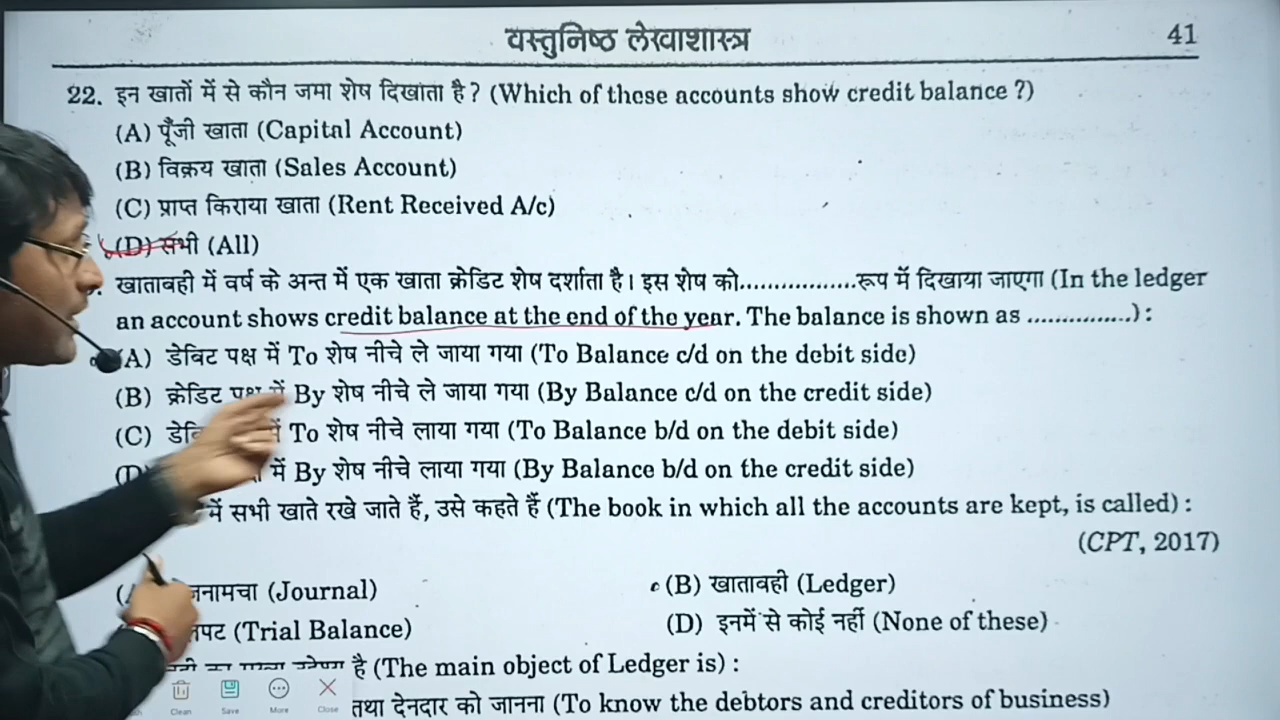 वस्तुनिष्ठ लेखाशास्त्र 41
22. इन खातों में से कौन जमा शेष दिखाता है? (Which of these accounts show credit balance ?)
(A) पूँजी खाता (Capital Account)
(B) विक्रय खाता (Sales Account)
(C) प्राप्त किराया खाता (Rent Received A/c)
(D) सभी (All)
खातावही में वर्ष के अन्त में एक खाता क्रेडिट शेष दर्शाता है। इस शेष को.................रूप में दिखाया जाएगा (In the ledger
an account shows credit balance at the end of the year. The balance is shown as ...............) :
(A) डेबिट पक्ष में To शेष नीचे ले जाया गया (To Balance c/d on the debit side)
(B) क्रेडिट पक्ष में By शेष नीचे ले जाया गया (By Balance c/d on the credit side)
(C) To शेष नीचे लाया गया (To Balance b/d on the debit side)
में By शेष नीचे लाया गया (By Balance b/d on the credit side)
में सभी खाते रखे जाते हैं, उसे कहते हैं (The book in which all the accounts are kept, is called) :
(CPT, 2017)
(Journal) (B) खातावही (Ledger)
(Trial Balance) (D) इनमें से कोई नहीं (None of these)
है (The main object of Ledger is) :
तथा देनदार को जानना (To know the debtors and creditors of business)
Clean Save More Close